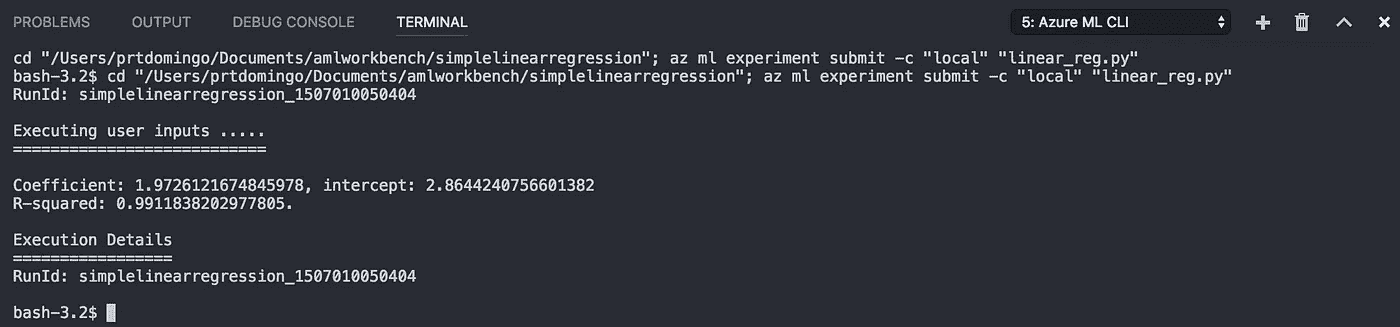 PROBLEMS OUTPUT DEBUG CONSOLE TERMINAL 5: Azure ML CLI
cd "/Users/prtdomingo/Documents/amlworkbench/simplelinearregression"; az ml experiment submit -c "local" "linear_reg.py"
bash-3.2$ cd "/Users/prtdomingo/Documents/amlworkbench/simplelinearregression"; az ml experiment submit -c "local" "linear_reg.py"
RunId: simplelinearregression_1507010050404
Executing user inputs .....
===========================
Coefficient: 1.9726121674845978, intercept: 2.8644240756601382
R-squared: 0.9911838202977805.
Execution Details
=================
RunId: simplelinearregression_1507010050404
bash-3.2$